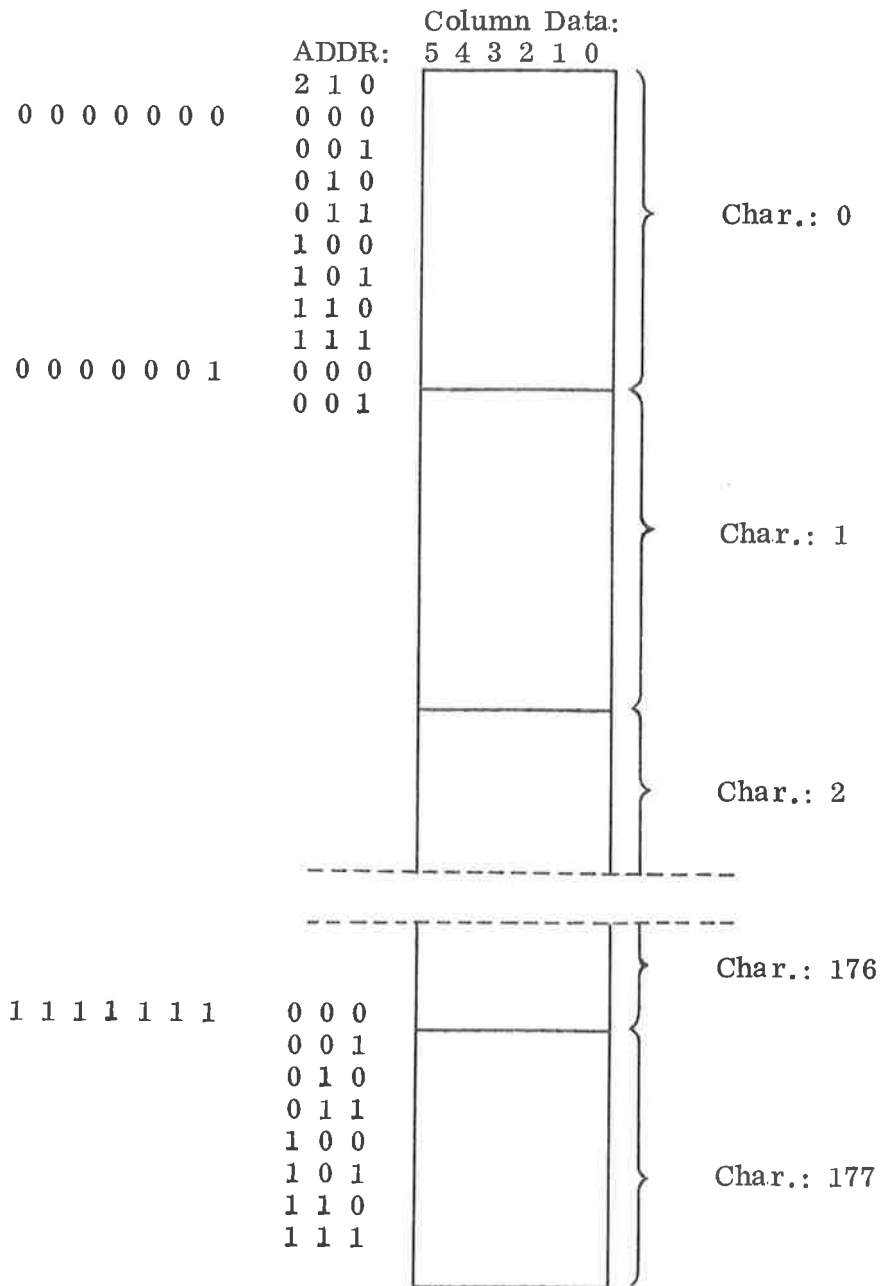 Column Data:
ADDR: 5 4 3 2 1 0
2 1 0
0 0 0 0 0 0 0 0 0 0
0 0 1
0 1 0
0 1 1
Char.: 0
1 0 0
1 0 1
1 1 0
1 1 1
0 0 0 0 0 0 1 0 0 0
0 0 1
Char.: 1
Char.: 2
Char.: 176
1 1 1 1 1 1 1 0 0 0
0 0 1
0 1 0
0 1 1
1 0 0
1 0 1 Char.: 177
1 1 0
1 1 1